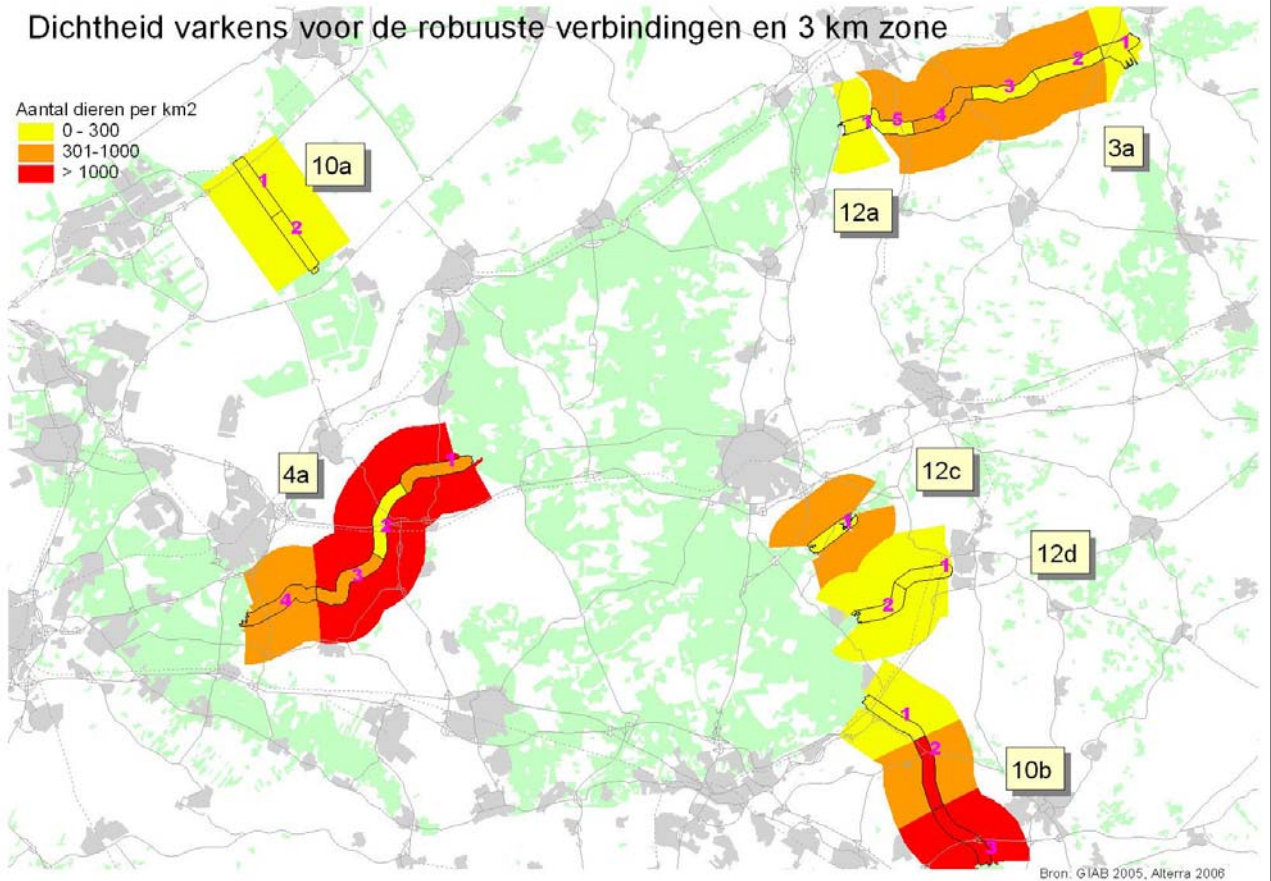 Dichtheid varkens voor de robuuste verbindingen en 3 km zone
Aantal dieren per km2
0 - 300
301-1000
> 1000
10a
1
2
1
2
3
4
5
1
3a
12a
4a
1
2
3
4
12c
1
12d
1
2
10b
1
2
3
Bron: GIAB 2005, Alterra 2006